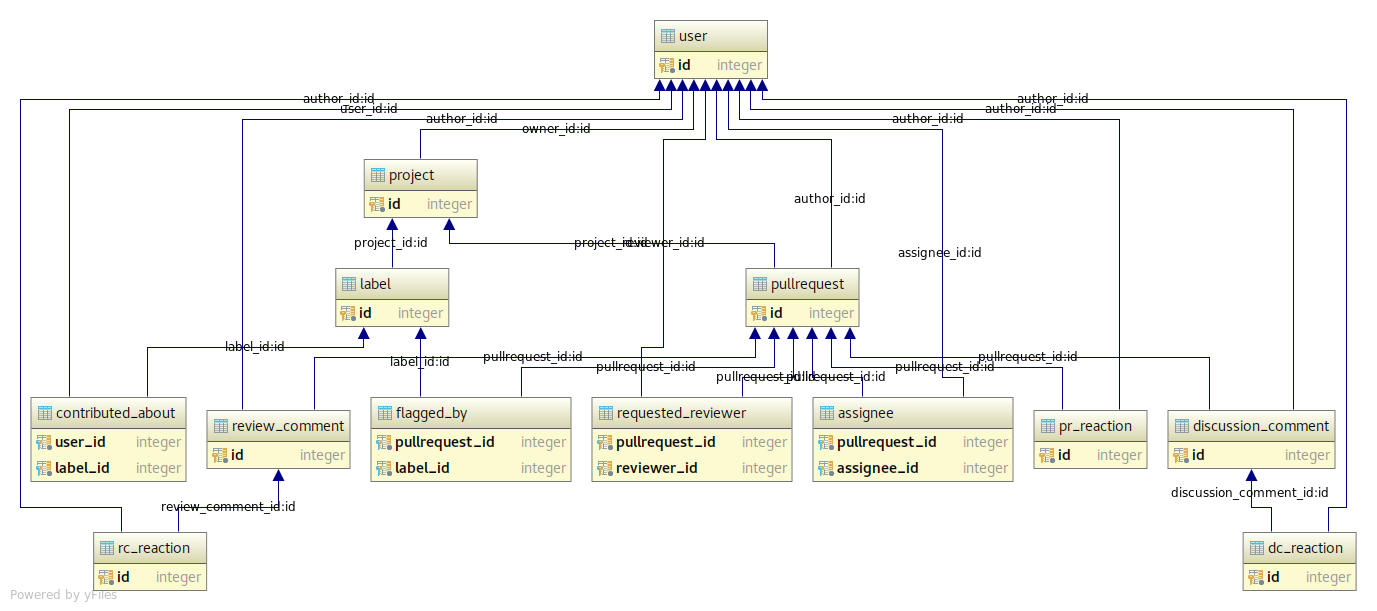 user
id integer
author_id:id
author_id:id
user_id:id
author_id:id
author_id:id
author_id:id
owner_id:id
project
id integer
author_id:id
project_id:id
project_id:id
reviewer_id:id
assignee_id:id
label
id integer
pullrequest
id integer
label_id:id
label_id:id
pullrequest_id:id
pullrequest_id:id
pullrequest_id:id
pullrequest_id:id
pullrequest_id:id
pullrequest_id:id
contributed_about
user_id integer
label_id integer
review_comment
id integer
flagged_by
pullrequest_id integer
label_id integer
requested_reviewer
pullrequest_id integer
reviewer_id integer
assignee
pullrequest_id integer
assignee_id integer
pr_reaction
id integer
discussion_comment
id integer
review_comment_id:id
discussion_comment_id:id
rc_reaction
id integer
dc_reaction
id integer
Powered by yFiles